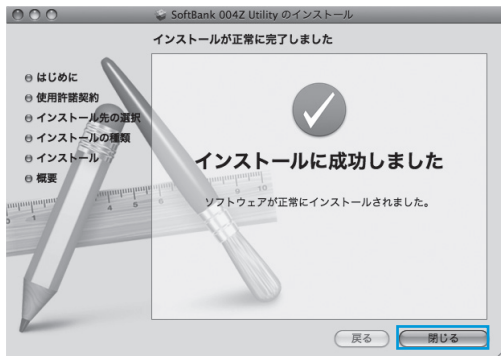 SoftBank 004Z Utility のインストール
インストールが正常に完了しました
はじめに
使用許諾契約
インストール先の選択
インストールの種類
インストール
概要
インストールに成功しました
ソフトウェアが正常にインストールされました。
戻る
閉じる